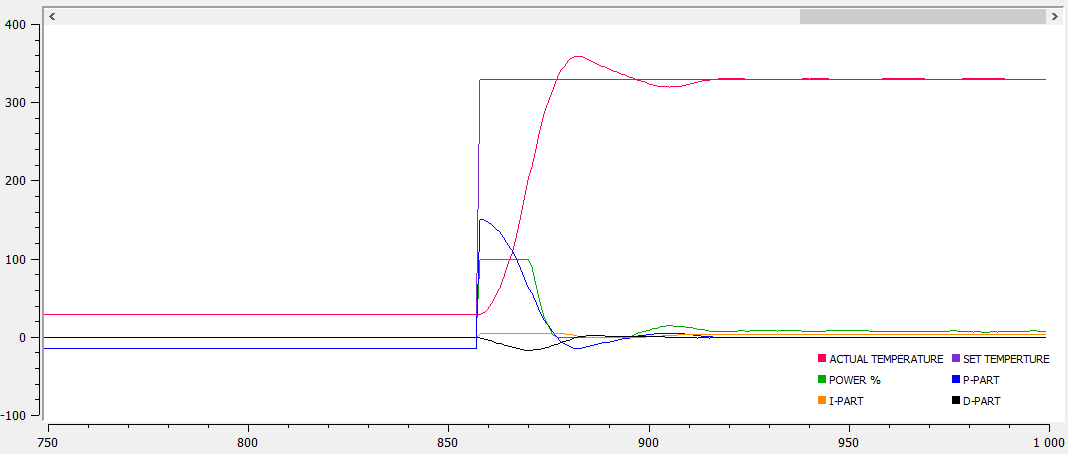 400
300
200
100
0
-100
ACTUAL TEMPERATURE SET TEMPERTURE
POWER % P-PART
I-PART D-PART
750 800 850 900 950 1 000